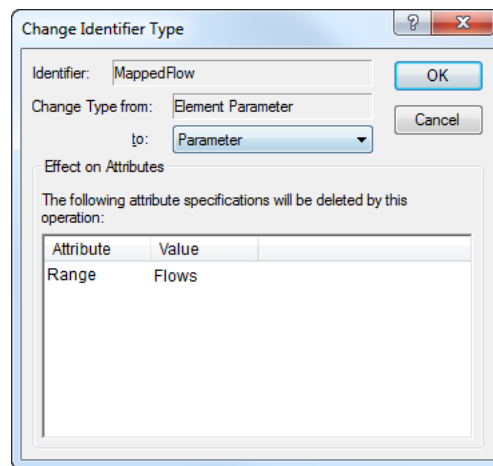 Change Identifier Type
Identifier: MappedFlow
OK
Change Type from: Element Parameter
Cancel
to: Parameter
Effect on Attributes
The following attribute specifications will be deleted by this
operation:
Attribute Value
Range Flows